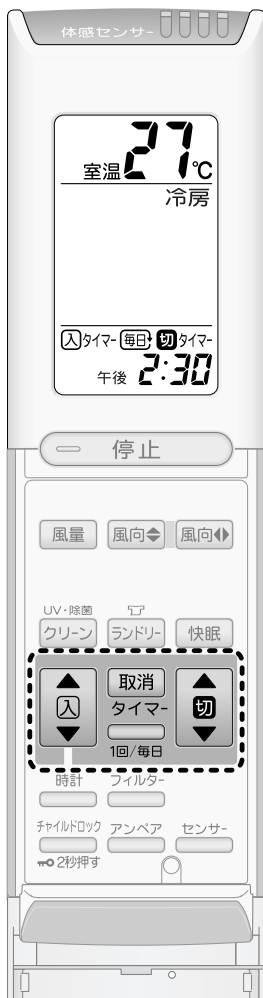 体感センサー
室温 27℃
冷房
入タイマー 毎日 切タイマー
午後 2:30
停止
風量 風向 風向
UV・除菌
クリーン ランドリー 快眠
入 取消 切
タイマー
1回/毎日
時計 フィルター
チャイルドロック アンペア センサー
2秒押す